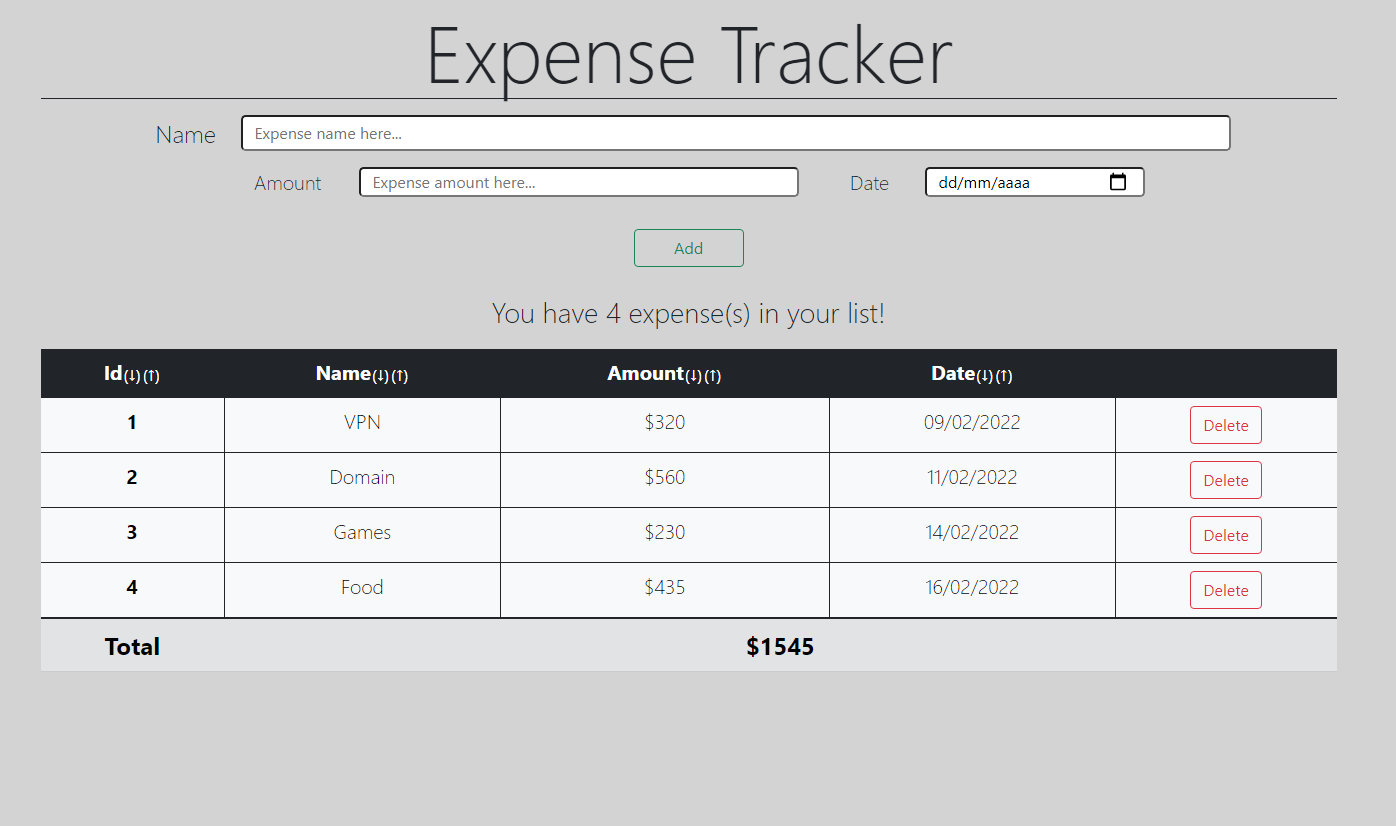 Expense Tracker
Name Expense name here...
Amount Expense amount here... Date dd/mm/aaaa
Add
You have 4 expense(s) in your list!
Id(↓)(↑) Name(↓)(↑) Amount(↓)(↑) Date(↓)(↑)
1 VPN $320 09/02/2022 Delete
2 Domain $560 11/02/2022 Delete
3 Games $230 14/02/2022 Delete
4 Food $435 16/02/2022 Delete
Total $1545